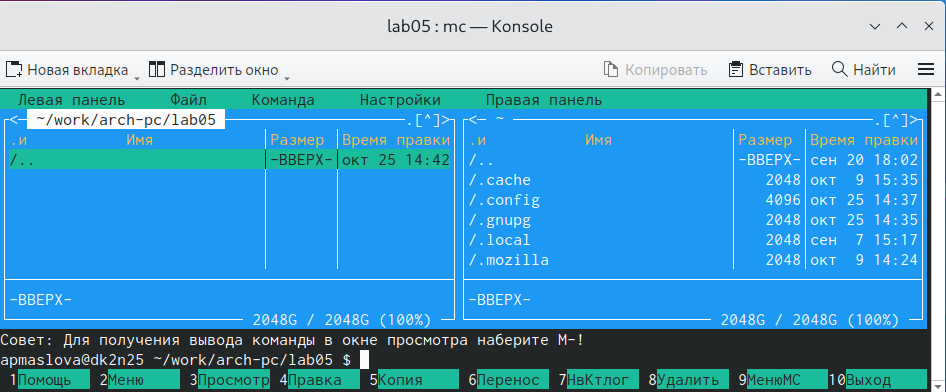 lab05 : mc — Konsole
Новая вкладка Разделить окно Копировать Вставить Найти
Левая панель Файл Команда Настройки Правая панель
<— ~/work/arch-pc/lab05 .[^]> <— ~ .[^]>
.и Имя Размер Время правки .и Имя Размер Время правки
/.. -ВВЕРХ- окт 25 14:42 /.. -ВВЕРХ- сен 20 18:02
/.cache 2048 окт 9 15:35
/.config 4096 окт 25 14:37
/.gnupg 2048 окт 25 14:35
/.local 2048 сен 7 15:17
/.mozilla 2048 окт 9 14:24
-ВВЕРХ- -ВВЕРХ-
2048G / 2048G (100%) 2048G / 2048G (100%)
Совет: Для получения вывода команды в окне просмотра наберите M-!
apmaslova@dk2n25 ~/work/arch-pc/lab05 $
1Помощь 2Меню 3Просмотр 4Правка 5Копия 6Перенос 7НвКтлог 8Удалить 9МенюMC 10Выход